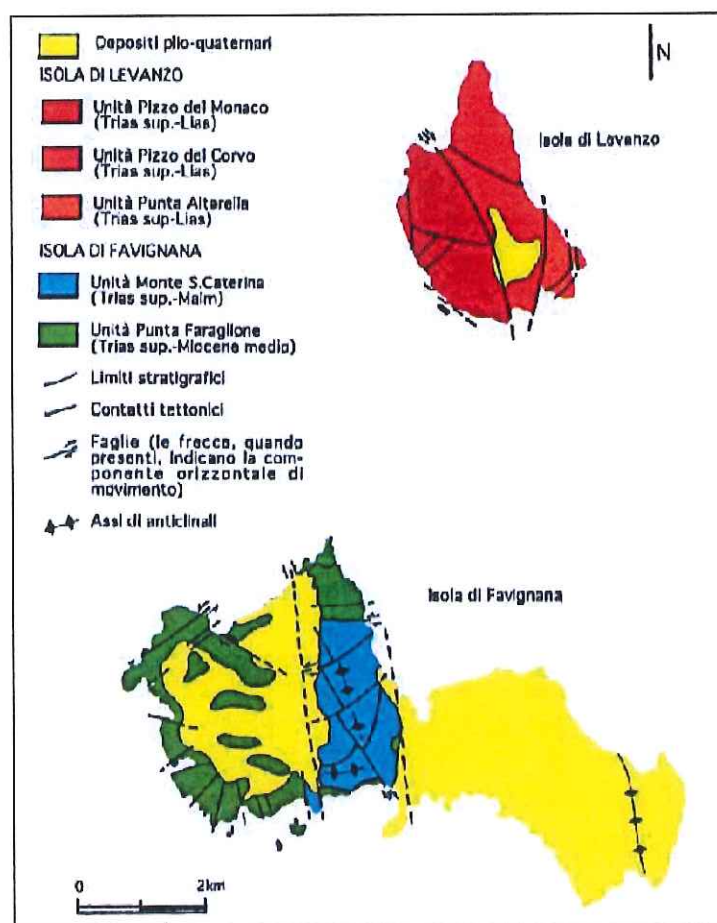 Depositi plio-quaternari
ISOLA DI LEVANZO
Unità Pizzo del Monaco
(Trias sup.-Lias)
Unità Pizzo del Corvo
(Trias sup.-Lias)
Unità Punta Altarella
(Trias sup-Lias)
ISOLA DI FAVIGNANA
Unità Monte S.Caterina
(Trias sup.-Malm)
Unità Punta Faraglione
(Trias sup.-Miocene medio)
Limiti stratigrafici
Contatti tettonici
Faglie (le frecce, quando
presenti, indicano la com-
ponente orizzontale di
movimento)
Assi di anticlinali
N
Isola di Levanzo
Isola di Favignana
0 2km